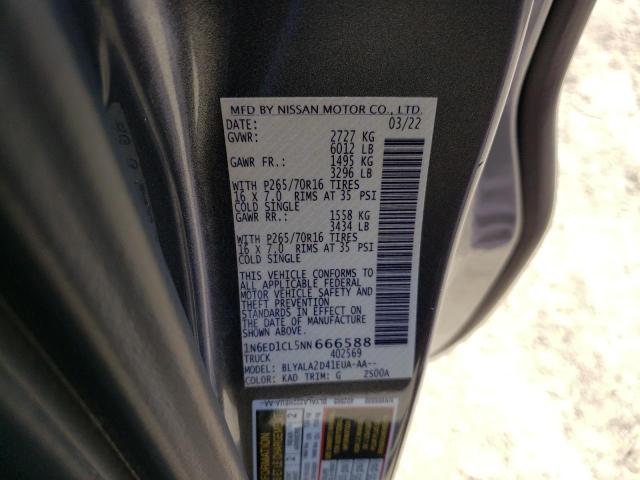 MFD BY NISSAN MOTOR CO., LTD.
DATE: 03/22
GVWR: 2727 KG
6012 LB
GAWR FR.: 1495 KG
3296 LB
WITH P265/70R16 TIRES
16 X 7.0 RIMS AT 35 PSI
COLD SINGLE
GAWR RR.: 1558 KG
3434 LB
WITH P265/70R16 TIRES
16 X 7.0 RIMS AT 35 PSI
COLD SINGLE
THIS VEHICLE CONFORMS TO
ALL APPLICABLE FEDERAL
MOTOR VEHICLE SAFETY AND
THEFT PREVENTION
STANDARDS IN EFFECT ON
THE DATE OF MANUFACTURE
SHOWN ABOVE.
1N6ED1CL5NN666588
TRUCK 402569
MODEL: BLYALA2D41EUA-AA--
COLOR: KAD TRIM: G 2S00A